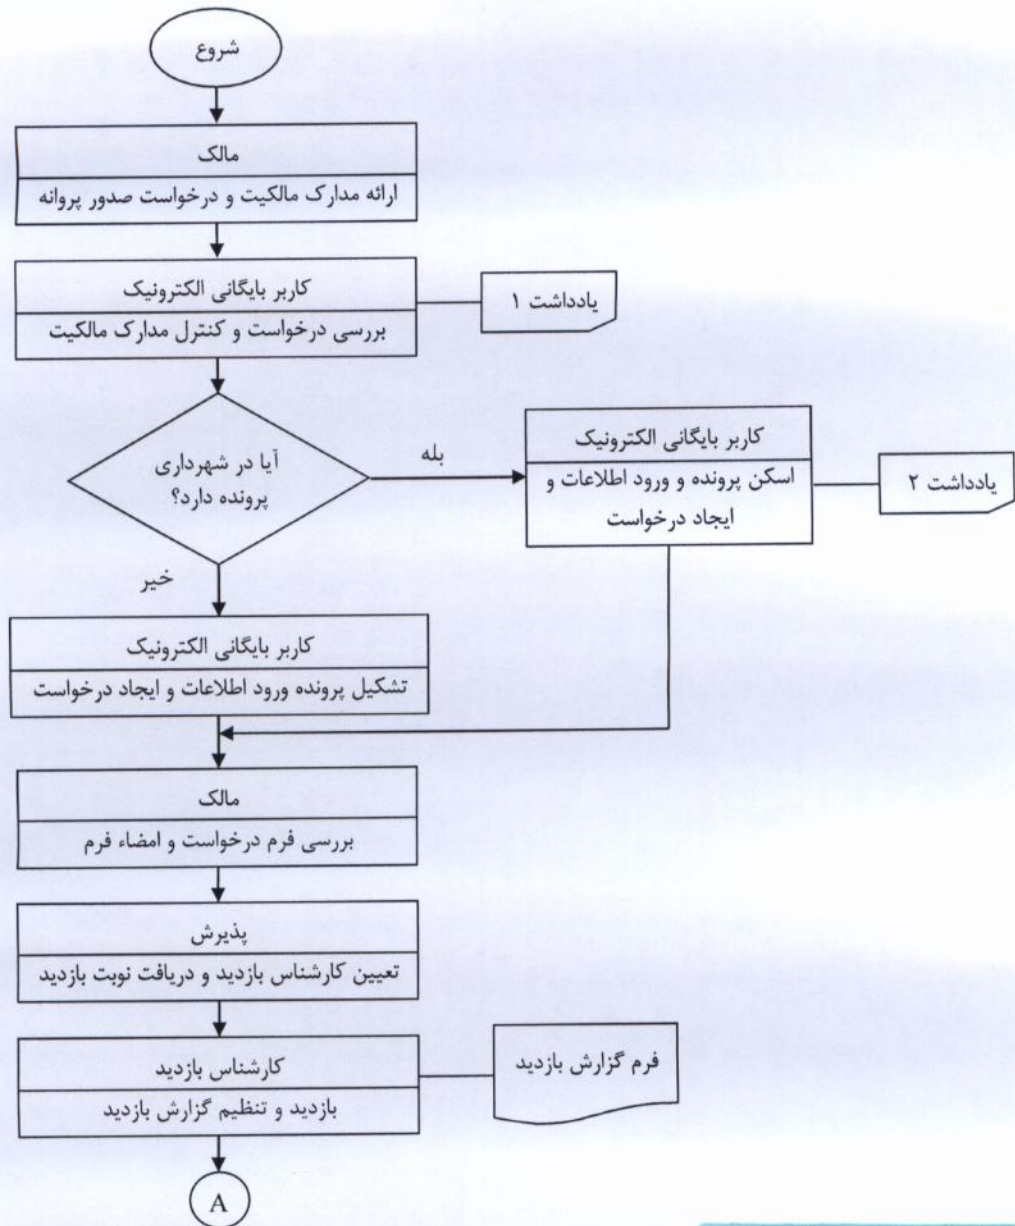 شروع
مالک
ارائه مدارک مالکیت و درخواست صدور پروانه
کاربر بایگانی الکترونیک
بررسی درخواست و کنترل مدارک مالکیت
یادداشت ۱
آیا در شهرداری
پرونده دارد؟
بله
کاربر بایگانی الکترونیک
اسکن پرونده و ورود اطلاعات و
ایجاد درخواست
یادداشت ۲
خیر
کاربر بایگانی الکترونیک
تشکیل پرونده ورود اطلاعات و ایجاد درخواست
مالک
بررسی فرم درخواست و امضاء فرم
پذیرش
تعیین کارشناس بازدید و دریافت نوبت بازدید
کارشناس بازدید
بازدید و تنظیم گزارش بازدید
فرم گزارش بازدید
A